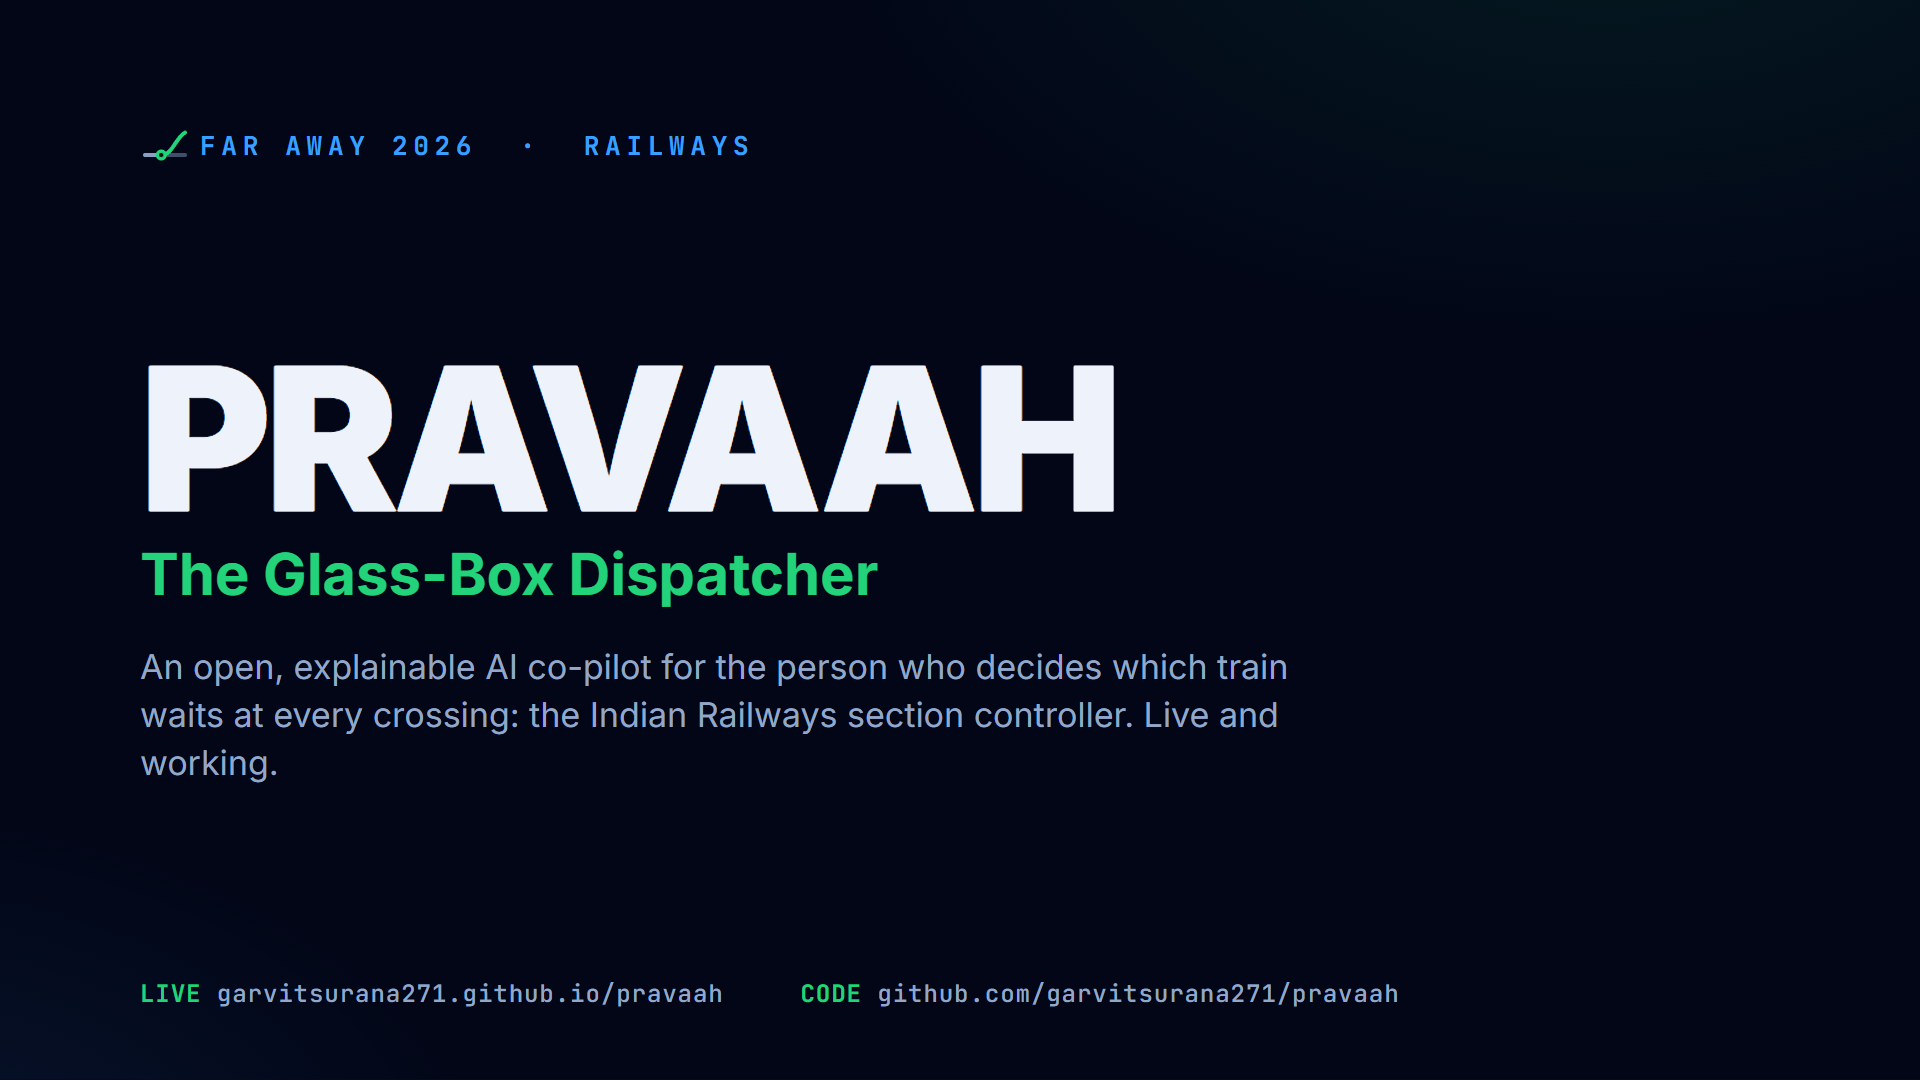 FAR AWAY 2026 · RAILWAYS
PRAVAAH
The Glass-Box Dispatcher
An open, explainable AI co-pilot for the person who decides which train
waits at every crossing: the Indian Railways section controller. Live and
working.
LIVE garvitsurana271.github.io/pravaah CODE github.com/garvitsurana271/pravaah